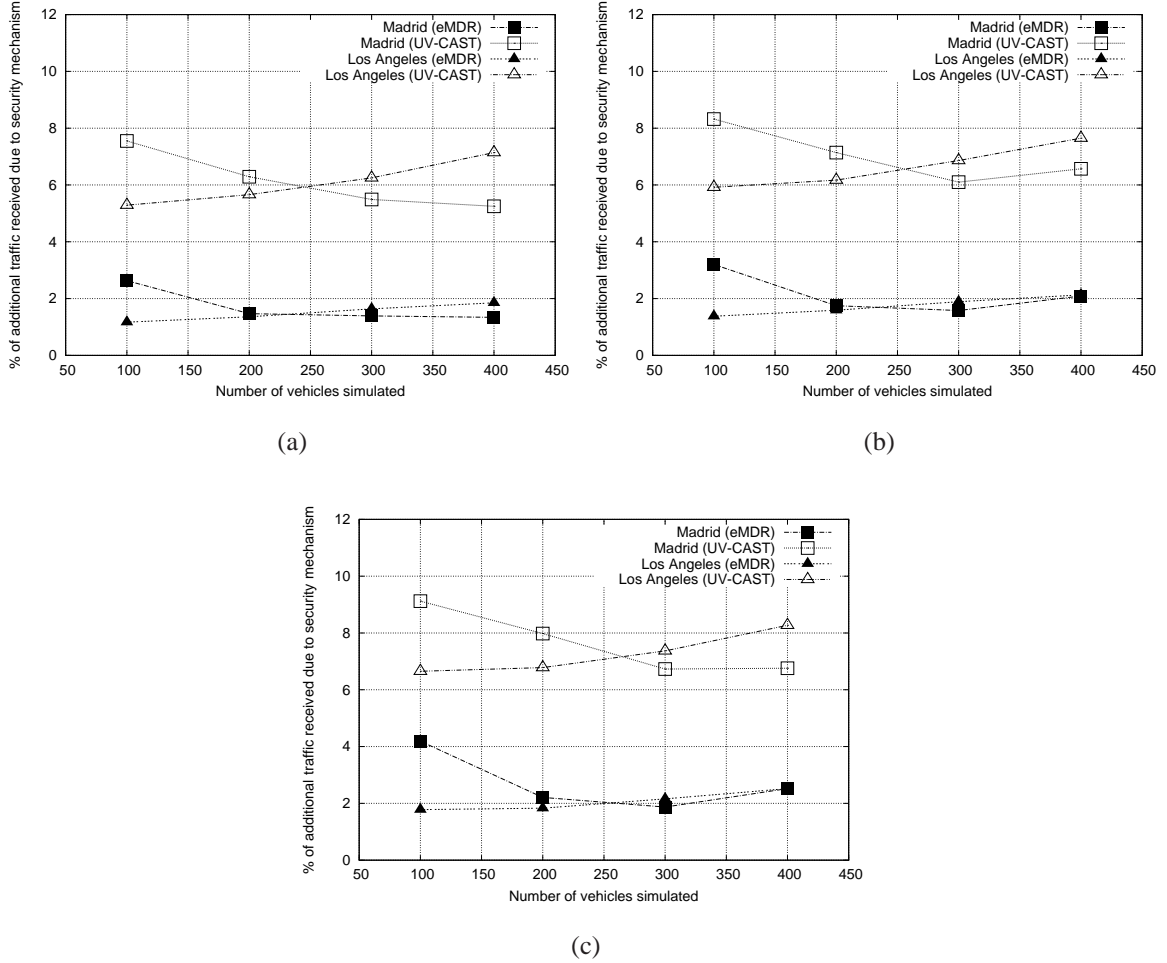 % of additional traffic received due to security mechanism
12
10
8
6
4
2
0
Madrid (eMDR)
Madrid (UV-CAST)
Los Angeles (eMDR)
Los Angeles (UV-CAST)
50 100 150 200 250 300 350 400 450
Number of vehicles simulated
(a)
% of additional traffic received due to security mechanism
12
10
8
6
4
2
0
Madrid (eMDR)
Madrid (UV-CAST)
Los Angeles (eMDR)
Los Angeles (UV-CAST)
50 100 150 200 250 300 350 400 450
Number of vehicles simulated
(b)
% of additional traffic received due to security mechanism
12
10
8
6
4
2
0
Madrid (eMDR)
Madrid (UV-CAST)
Los Angeles (eMDR)
Los Angeles (UV-CAST)
50 100 150 200 250 300 350 400 450
Number of vehicles simulated
(c)